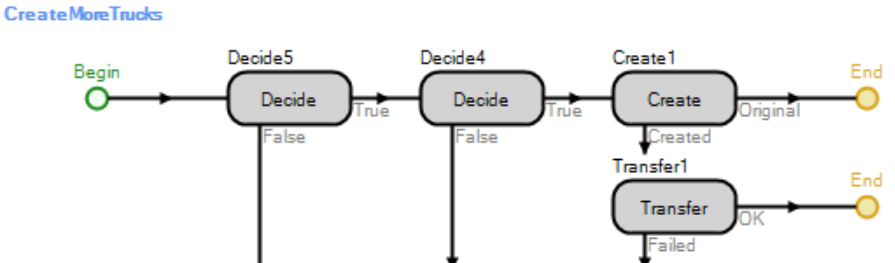 CreateMoreTrucks
Decide5 Decide4 Create1
Begin End
Decide Decide Create
True True Original
False False Created
Transfer1
End
Transfer
OK
Failed